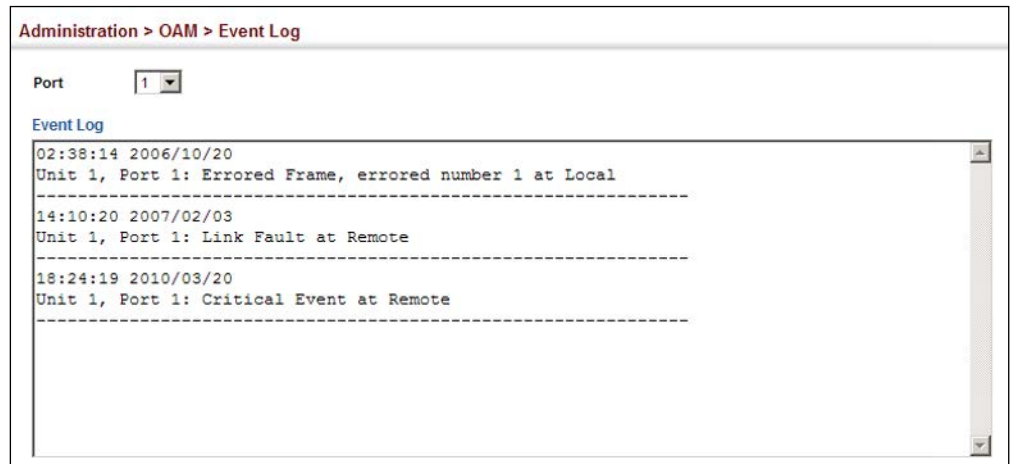 Administration > OAM > Event Log
Port 1
Event Log
02:38:14 2006/10/20
Unit 1, Port 1: Errored Frame, errored number 1 at Local
---------------------------------------------------------------
14:10:20 2007/02/03
Unit 1, Port 1: Link Fault at Remote
---------------------------------------------------------------
18:24:19 2010/03/20
Unit 1, Port 1: Critical Event at Remote
---------------------------------------------------------------